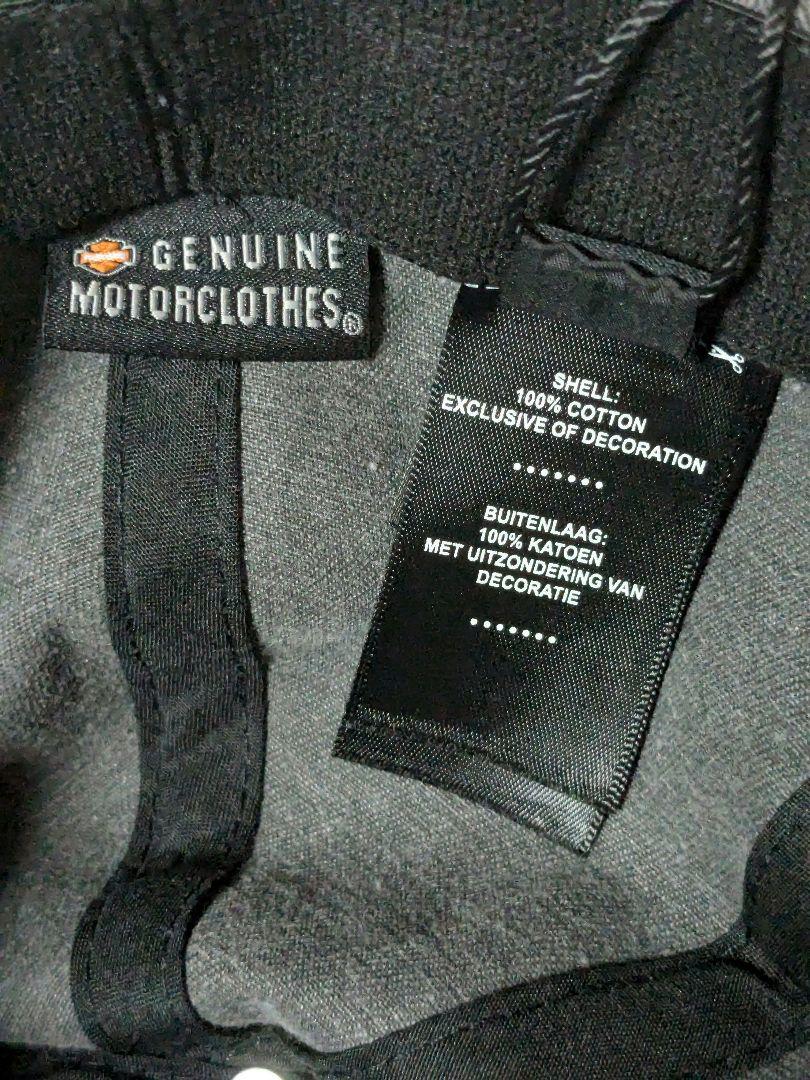 GENUINE
MOTORCLOTHES®
SHELL:
100% COTTON
EXCLUSIVE OF DECORATION
.......
BUITENLAAG:
100% KATOEN
MET UITZONDERING VAN
DECORATIE
.......